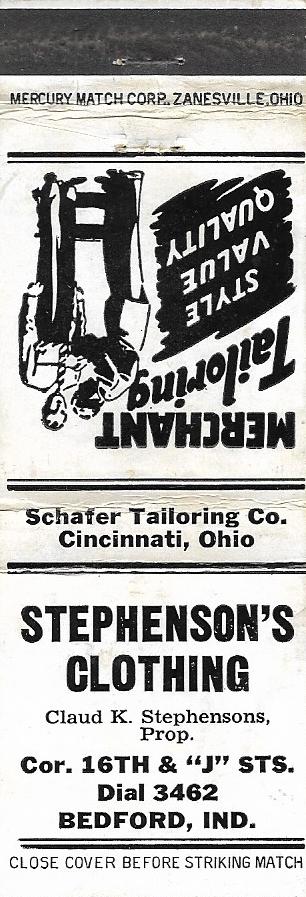 MERCURY MATCH CORP. ZANESVILLE, OHIO
MERCHANT
Tailoring
STYLE
VALUE
QUALITY
Schafer Tailoring Co.
Cincinnati, Ohio
STEPHENSON'S
CLOTHING
Claud K. Stephensons,
Prop.
Cor. 16TH & "J" STS.
Dial 3462
BEDFORD, IND.
CLOSE COVER BEFORE STRIKING MATCH